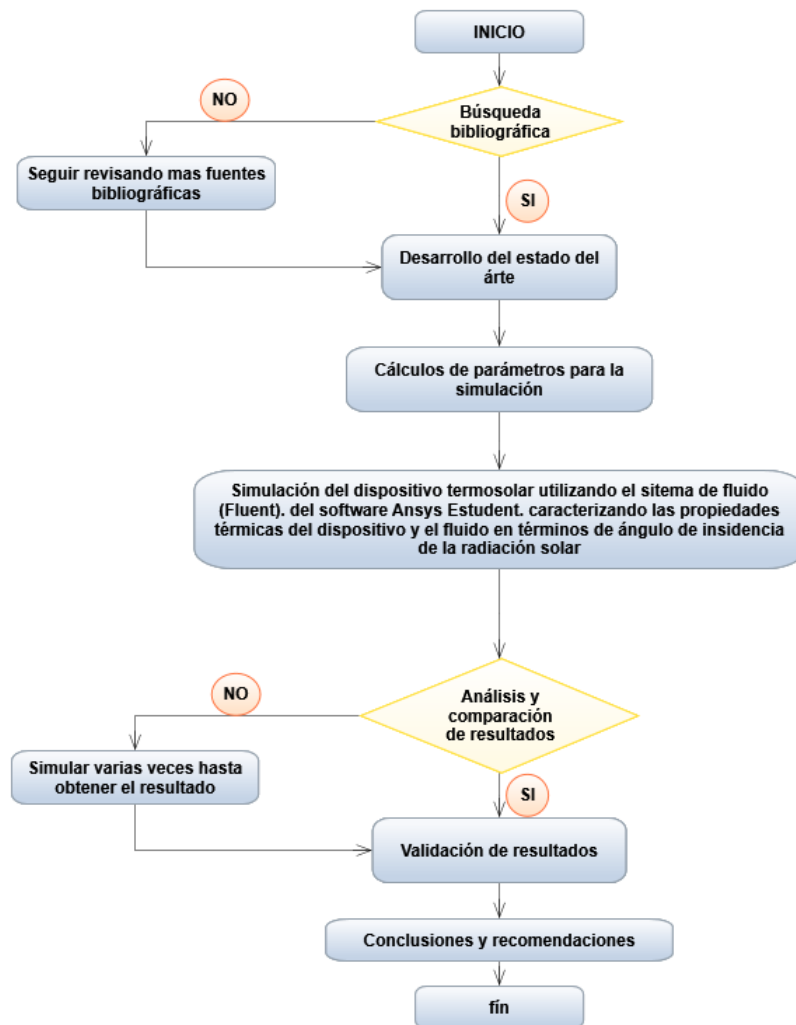 INICIO
NO
Búsqueda
bibliográfica
Seguir revisando mas fuentes
bibliográficas
SI
Desarrollo del estado del
árte
Cálculos de parámetros para la
simulación
Simulación del dispositivo termosolar utilizando el sitema de fluido
(Fluent). del software Ansys Estudent. caracterizando las propiedades
térmicas del dispositivo y el fluido en términos de ángulo de insidencia
de la radiación solar
NO
Análisis y
comparación
de resultados
Simular varias veces hasta
obtener el resultado
SI
Validación de resultados
Conclusiones y recomendaciones
fín